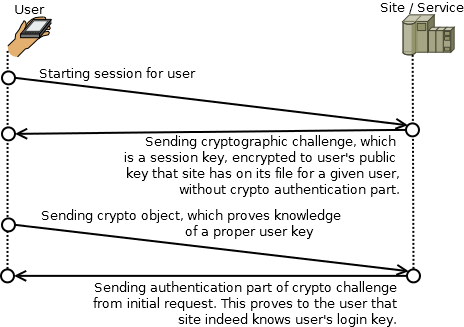 User
Site / Service
Starting session for user
Sending cryptographic challenge, which
is a session key, encrypted to user's public
key that site has on its file for a given user,
without crypto authentication part.
Sending crypto object, which proves knowledge
of a proper user key
Sending authentication part of crypto challenge
from initial request. This proves to the user that
site indeed knows user's login key.